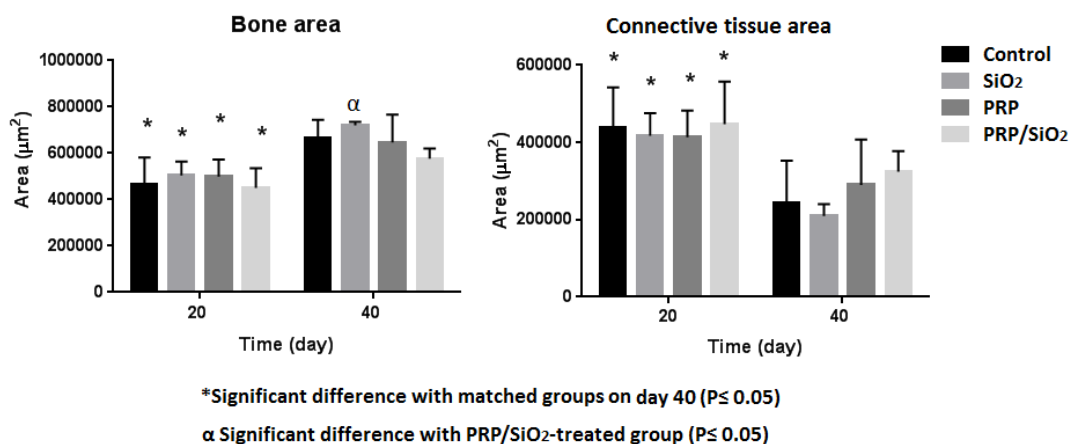 Bone area
Area (μm²)
1000000
800000
600000
400000
200000
0
* * * *
α
20 40
Time (day)
Connective tissue area
Area (μm²)
600000
400000
200000
0
* * * *
20 40
Time (day)
Control
SiO₂
PRP
PRP/SiO₂
*Significant difference with matched groups on day 40 (P≤ 0.05)
α Significant difference with PRP/SiO₂-treated group (P≤ 0.05)